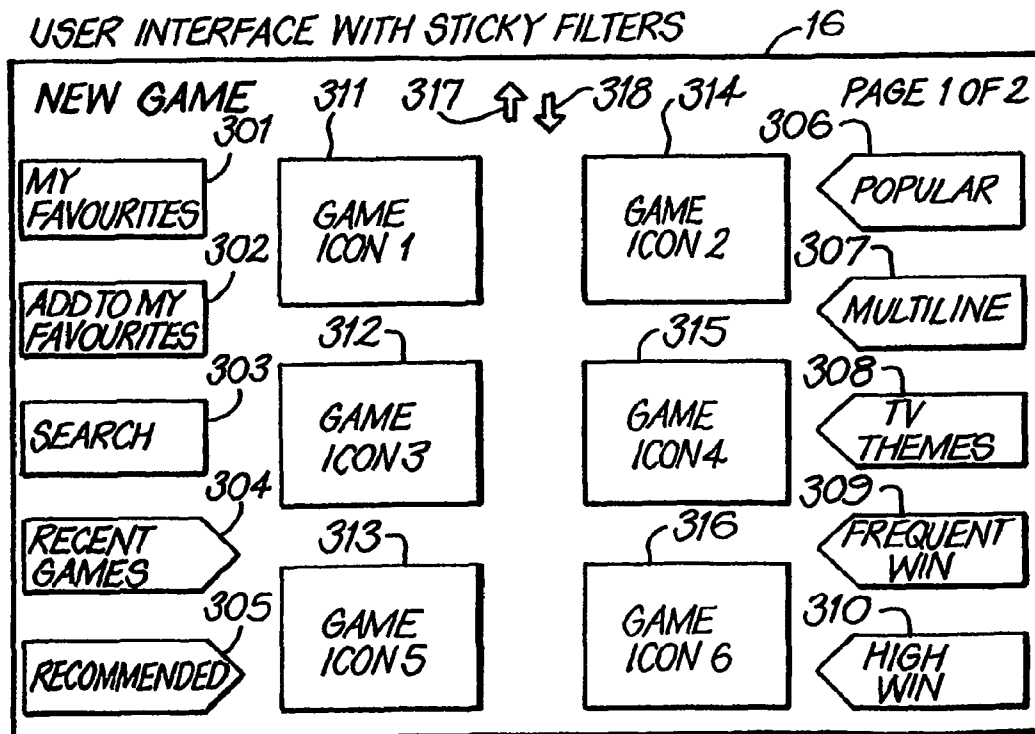 USER INTERFACE WITH STICKY FILTERS
16
NEW GAME
311
317
318
314
PAGE 1 OF 2
301
306
MY
FAVOURITES
GAME
ICON 1
GAME
ICON 2
POPULAR
302
307
ADD TO MY
FAVOURITES
MULTILINE
312
315
303
308
SEARCH
GAME
ICON 3
GAME
ICON 4
TV
THEMES
304
309
RECENT
GAMES
313
316
FREQUENT
WIN
305
310
RECOMMENDED
GAME
ICON 5
GAME
ICON 6
HIGH
WIN